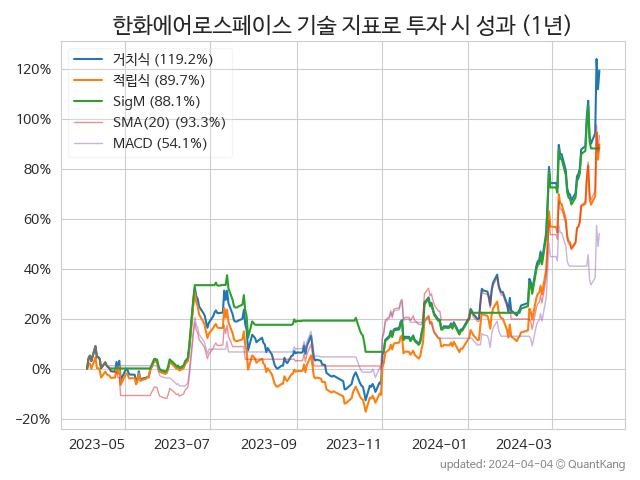 한화에어로스페이스 기술 지표로 투자 시 성과 (1년)
거치식 (119.2%)
적립식 (89.7%)
SigM (88.1%)
SMA(20) (93.3%)
MACD (54.1%)
120%
100%
80%
60%
40%
20%
0%
−20%
2023-05 2023-07 2023-09 2023-11 2024-01 2024-03
updated: 2024-04-04 © QuantKang